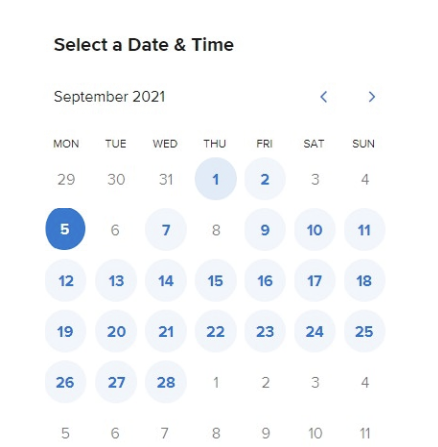 Select a Date & Time
September 2021
MON TUE WED THU FRI SAT SUN
29 30 31 1 2 3 4
5 6 7 8 9 10 11
12 13 14 15 16 17 18
19 20 21 22 23 24 25
26 27 28 1 2 3 4
5 6 7 8 9 10 11